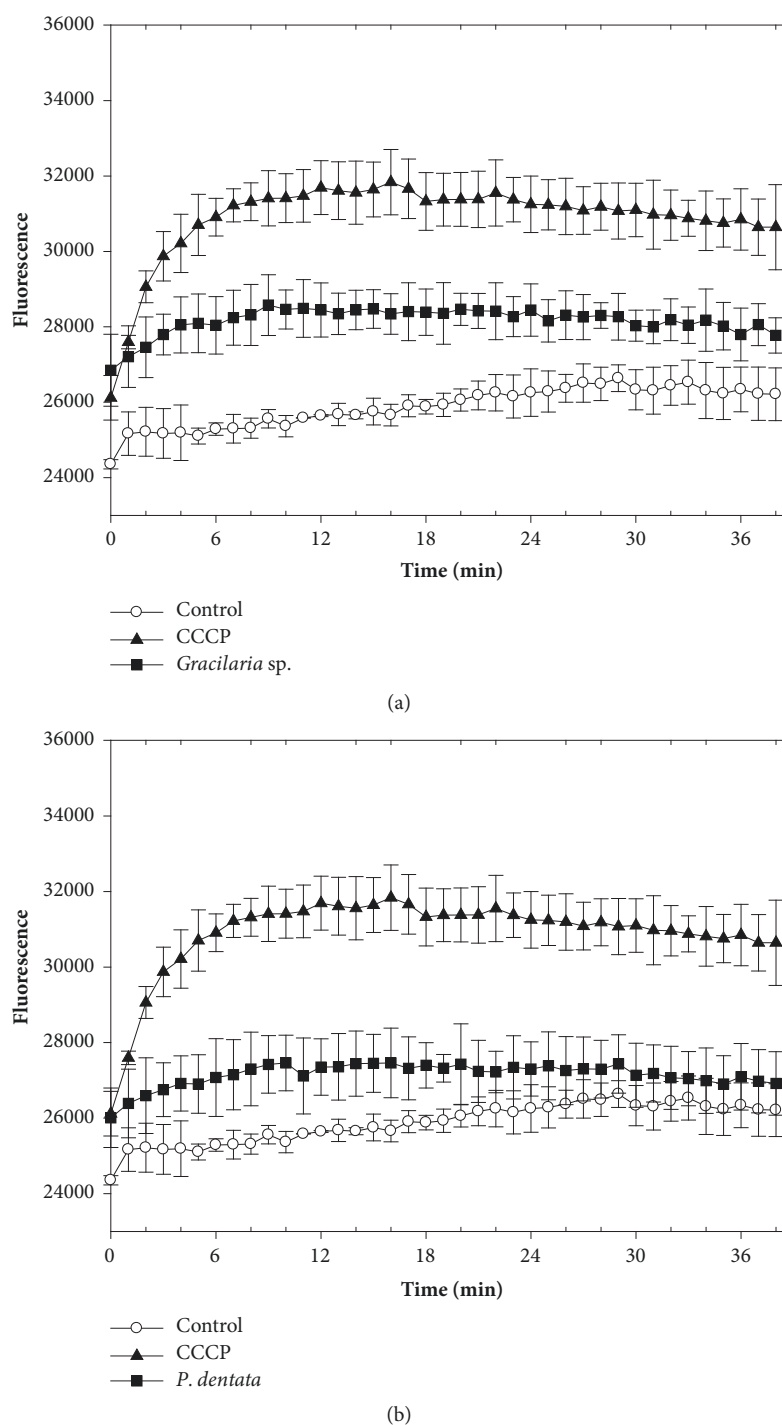 36000
34000
32000
30000
28000
26000
24000
Fluorescence
0 6 12 18 24 30 36
Time (min)
Control
CCCP
Gracilaria sp.
(a)
36000
34000
32000
30000
28000
26000
24000
Fluorescence
0 6 12 18 24 30 36
Time (min)
Control
CCCP
P. dentata
(b)